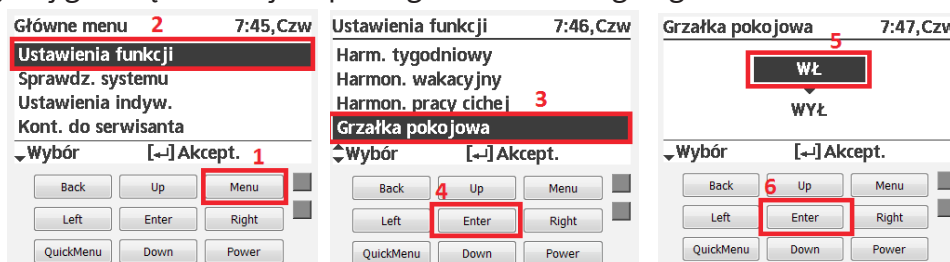 Główne menu 2 7:45,Czw
Ustawienia funkcji
Sprawdz. systemu
Ustawienia indyw.
Kont. do serwisanta
Wybór [↵] Akcept. 1
Back Up Menu
Left Enter Right
QuickMenu Down Power
Ustawienia funkcji 7:46,Czw
Harm. tygodniowy
Harmon. wakacyjny
Harmon. pracy cichej 3
Grzałka pokojowa
Wybór [↵] Akcept.
Back 4 Up Menu
Left Enter Right
QuickMenu Down Power
Grzałka pokojowa 7:47,Czw
5
WŁ
WYŁ
Wybór [↵] Akcept.
Back 6 Up Menu
Left Enter Right
QuickMenu Down Power